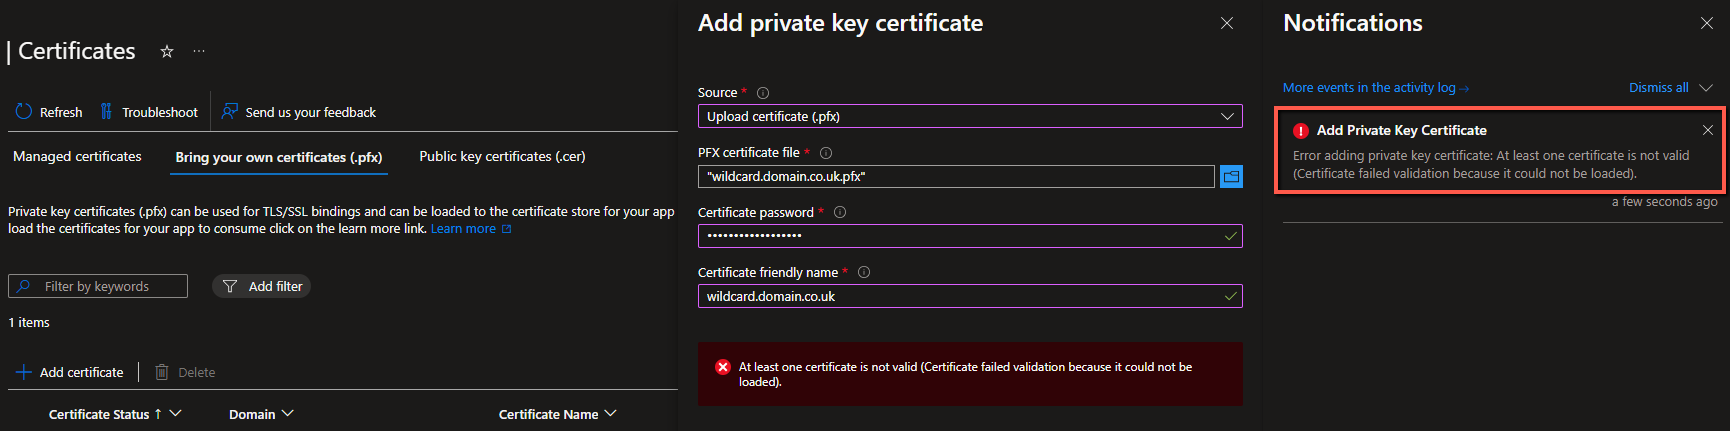 | Certificates
Refresh
Troubleshoot
Send us your feedback
Managed certificates
Bring your own certificates (.pfx)
Public key certificates (.cer)
Private key certificates (.pfx) can be used for TLS/SSL bindings and can be loaded to the certificate store for your app
load the certificates for your app to consume click on the learn more link. Learn more
Filter by keywords
Add filter
1 items
Add certificate
Delete
Certificate Status ↑
Domain
Certificate Name
Add private key certificate
Source *
Upload certificate (.pfx)
PFX certificate file *
"wildcard.domain.co.uk.pfx"
Certificate password *
••••••••••••••••••
Certificate friendly name *
wildcard.domain.co.uk
At least one certificate is not valid (Certificate failed validation because it could not be
loaded).
Notifications
More events in the activity log →
Dismiss all
Add Private Key Certificate
Error adding private key certificate: At least one certificate is not valid
(Certificate failed validation because it could not be loaded).
a few seconds ago